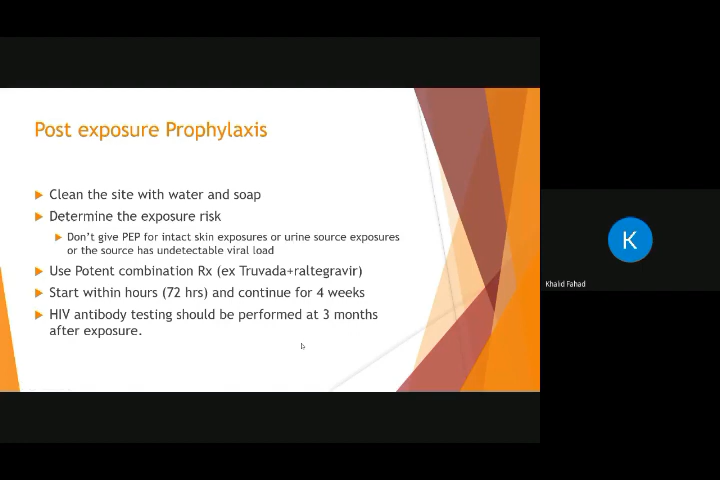 Post exposure Prophylaxis
Clean the site with water and soap
Determine the exposure risk
Don't give PEP for intact skin exposures or urine source exposures
or the source has undetectable viral load
Use Potent combination Rx (ex Truvada+raltegravir)
Start within hours (72 hrs) and continue for 4 weeks
HIV antibody testing should be performed at 3 months
after exposure.
K
Khalid Fahad